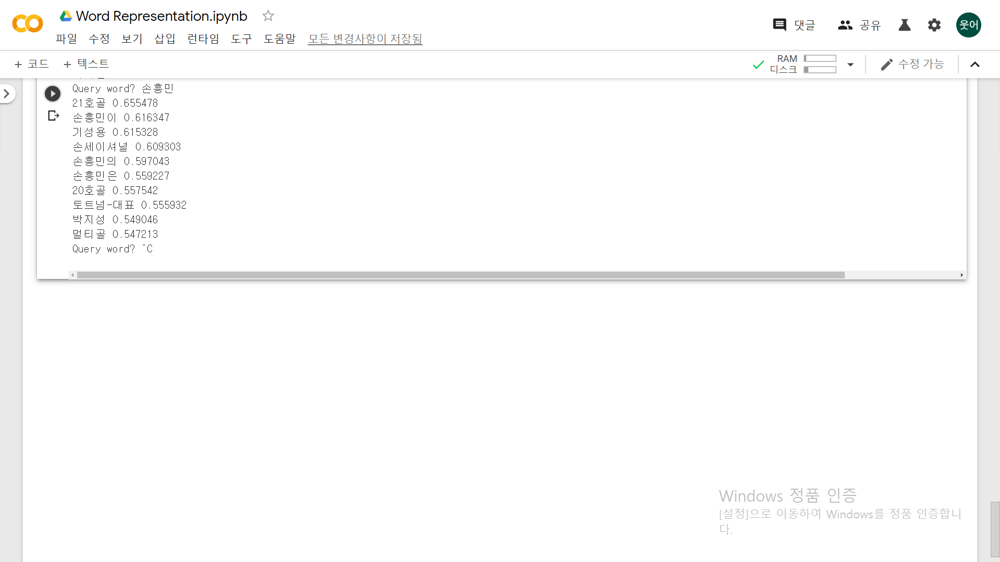 Word Representation.ipynb
댓글
공유
웃어
파일 수정 보기 삽입 런타임 도구 도움말 모든 변경사항이 저장됨
+ 코드 + 텍스트
RAM
디스크
수정 가능
Query word? 손흥민
21호골 0.655478
손흥민이 0.616347
기성용 0.615328
손세이셔널 0.609303
손흥민의 0.597043
손흥민은 0.559227
20호골 0.557542
토트넘-대표 0.555932
박지성 0.549046
멀티골 0.547213
Query word? ^C
Windows 정품 인증
[설정]으로 이동하여 Windows를 정품 인증합니
다.